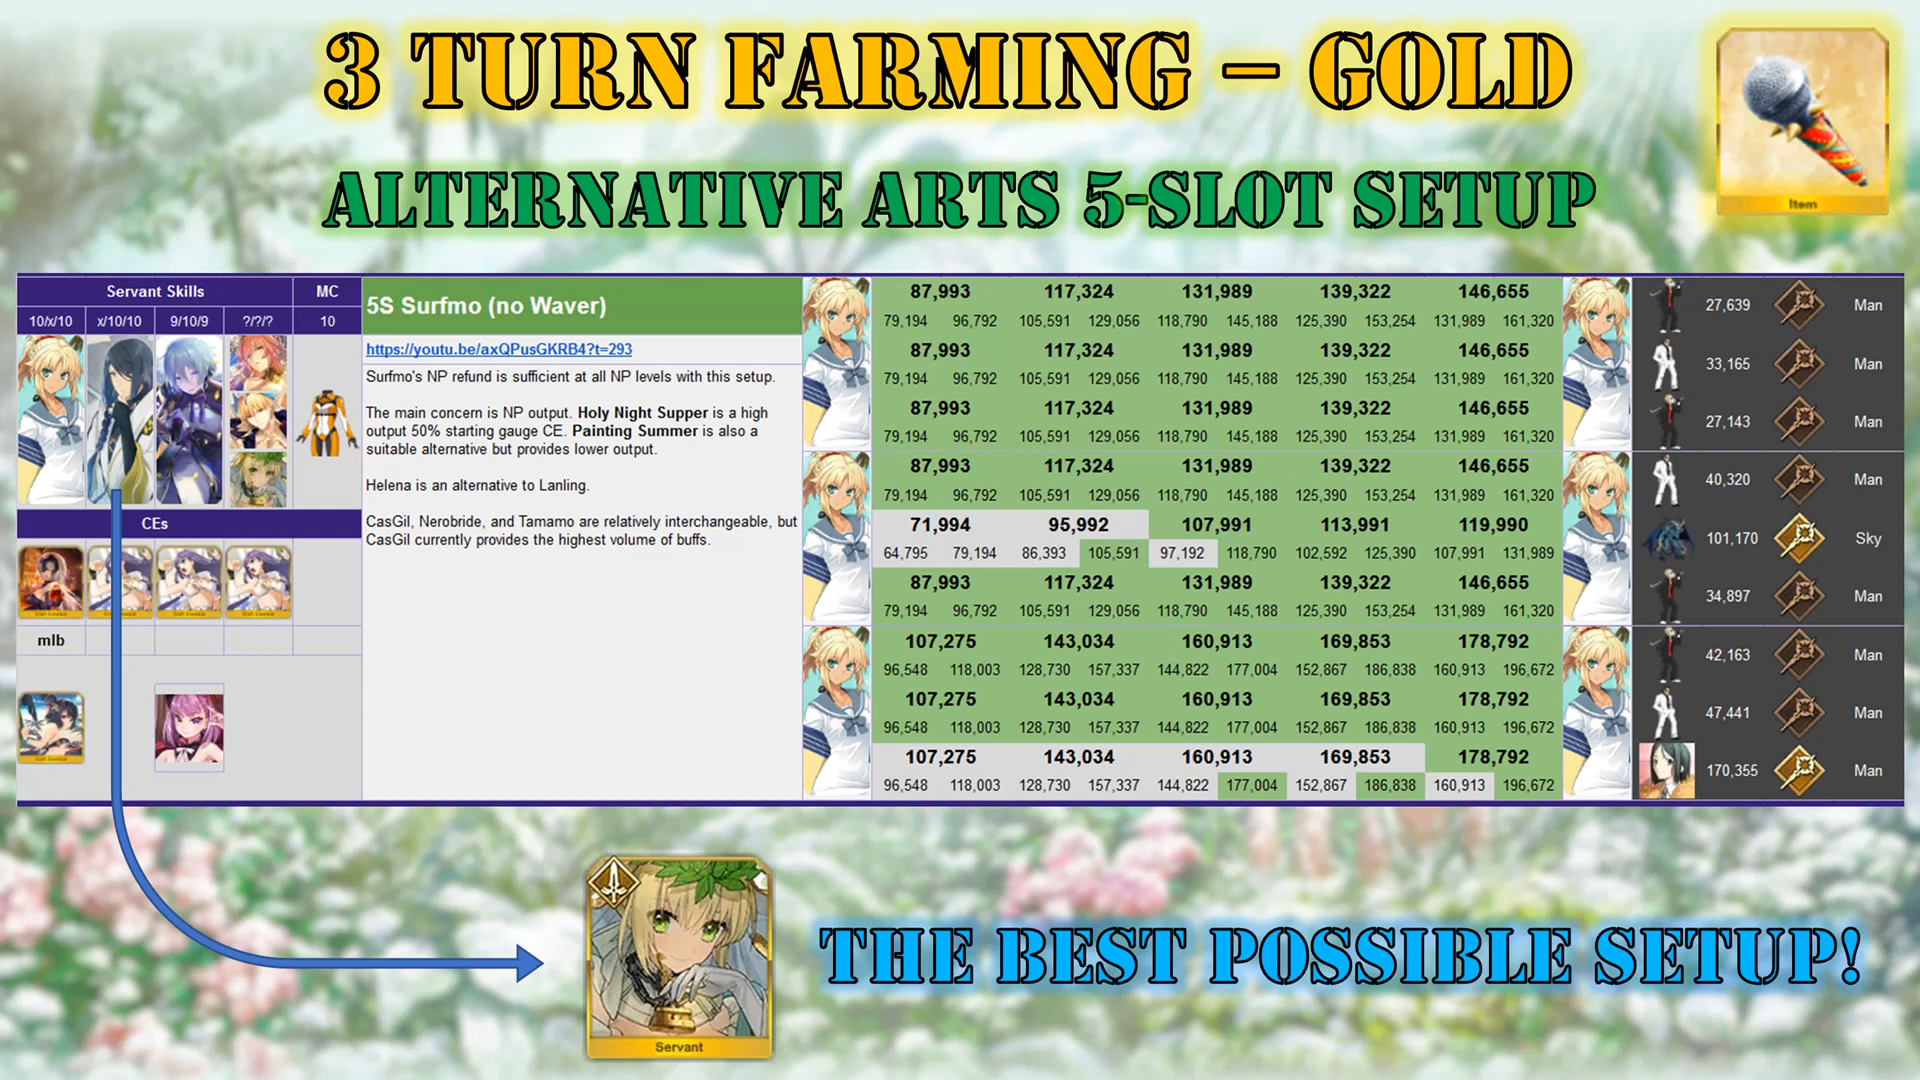 3 TURN FARMING – GOLD
ALTERNATIVE ARTS 5-SLOT SETUP
Item
Servant Skills
MC
10/x/10
x/10/10
9/10/9
?/?/?
10
5S Surfmo (no Waver)
https://youtu.be/axQPusGKRB4?t=293
Surfmo's NP refund is sufficient at all NP levels with this setup.
The main concern is NP output. Holy Night Supper is a high
output 50% starting gauge CE. Painting Summer is also a
suitable alternative but provides lower output.
Helena is an alternative to Lanling.
CasGil, Nerobride, and Tamamo are relatively interchangeable, but
CasGil currently provides the highest volume of buffs.
CEs
mlb
87,993 117,324 131,989 139,322 146,655
79,194 96,792 105,591 129,056 118,790 145,188 125,390 153,254 131,989 161,320
27,639 Man
87,993 117,324 131,989 139,322 146,655
79,194 96,792 105,591 129,056 118,790 145,188 125,390 153,254 131,989 161,320
33,165 Man
87,993 117,324 131,989 139,322 146,655
79,194 96,792 105,591 129,056 118,790 145,188 125,390 153,254 131,989 161,320
27,143 Man
87,993 117,324 131,989 139,322 146,655
79,194 96,792 105,591 129,056 118,790 145,188 125,390 153,254 131,989 161,320
40,320 Man
71,994 95,992 107,991 113,991 119,990
64,795 79,194 86,393 105,591 97,192 118,790 102,592 125,390 107,991 131,989
101,170 Sky
87,993 117,324 131,989 139,322 146,655
79,194 96,792 105,591 129,056 118,790 145,188 125,390 153,254 131,989 161,320
34,897 Man
107,275 143,034 160,913 169,853 178,792
96,548 118,003 128,730 157,337 144,822 177,004 152,867 186,838 160,913 196,672
42,163 Man
107,275 143,034 160,913 169,853 178,792
96,548 118,003 128,730 157,337 144,822 177,004 152,867 186,838 160,913 196,672
47,441 Man
107,275 143,034 160,913 169,853 178,792
96,548 118,003 128,730 157,337 144,822 177,004 152,867 186,838 160,913 196,672
170,355 Man
Servant
THE BEST POSSIBLE SETUP!